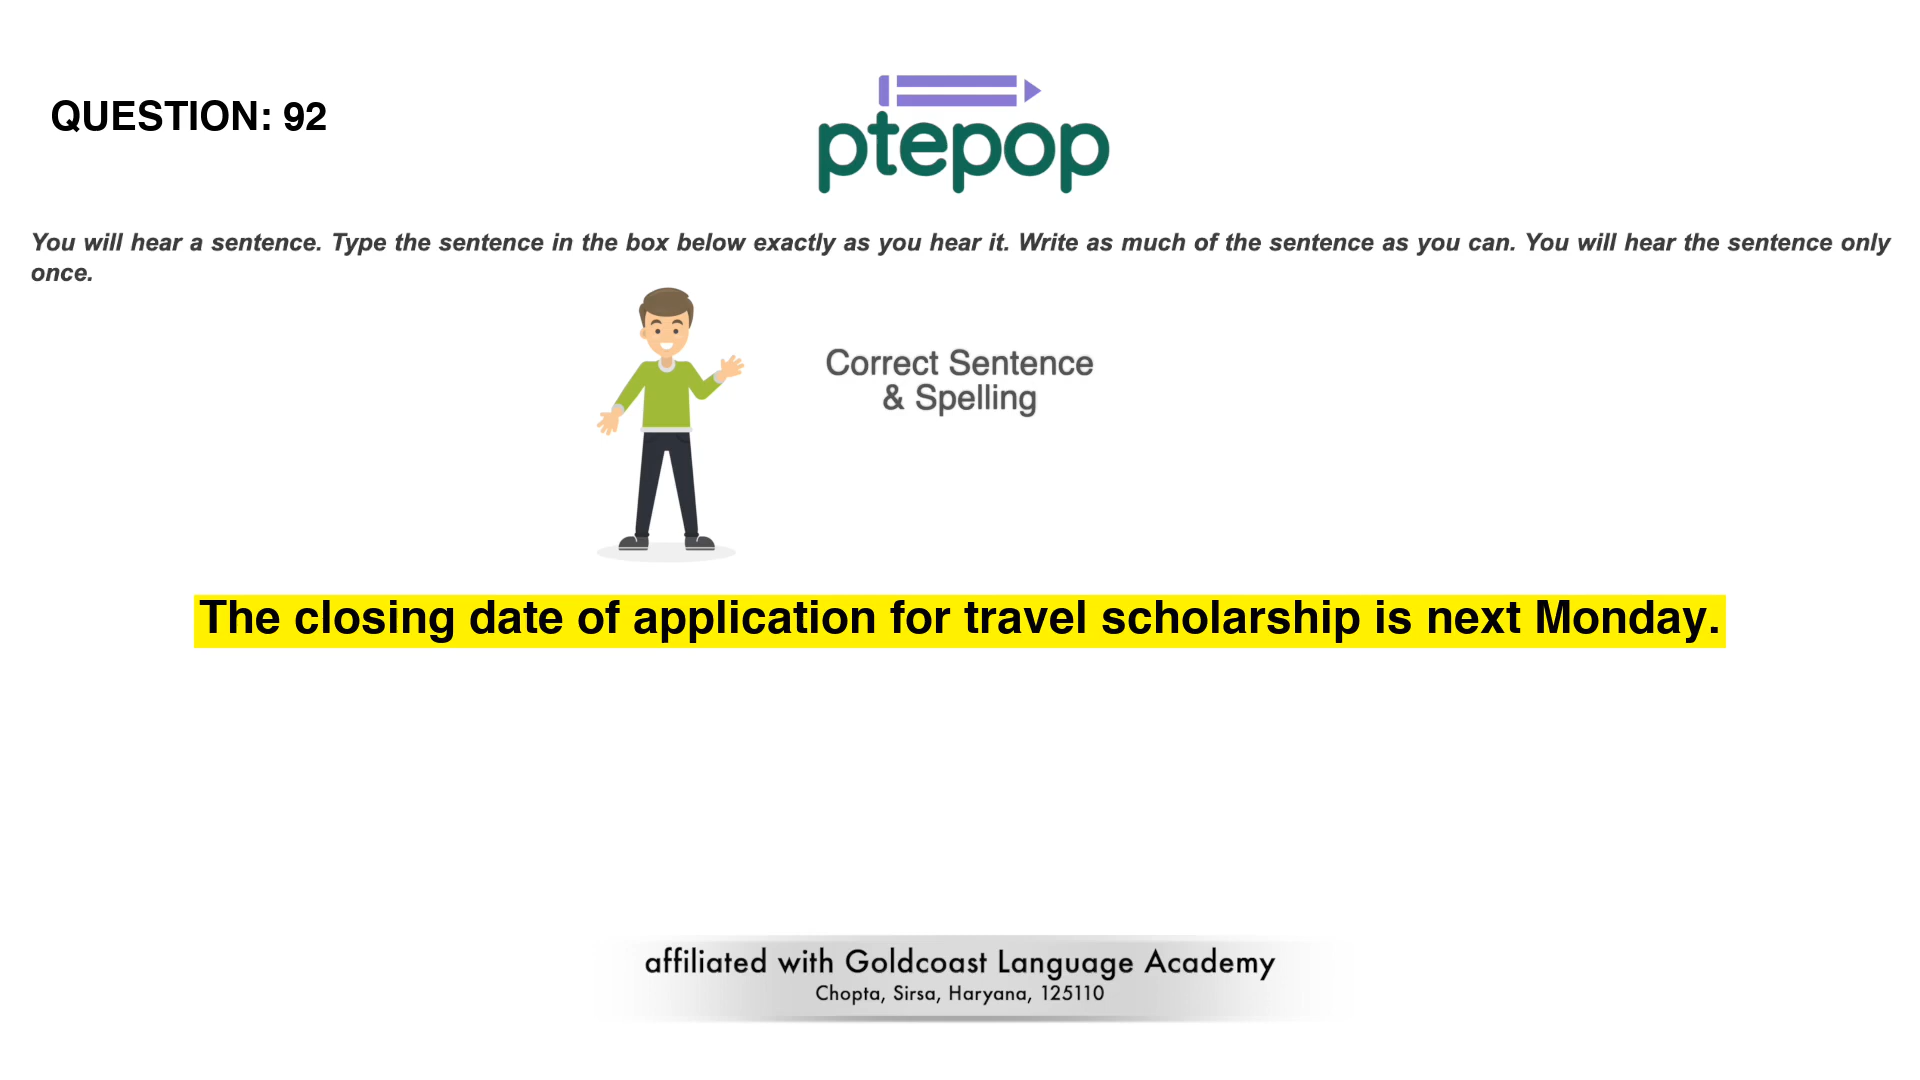 QUESTION: 92
ptepop
You will hear a sentence. Type the sentence in the box below exactly as you hear it. Write as much of the sentence as you can. You will hear the sentence only
once.
Correct Sentence
& Spelling
The closing date of application for travel scholarship is next Monday.
affiliated with Goldcoast Language Academy
Chopta, Sirsa, Haryana, 125110